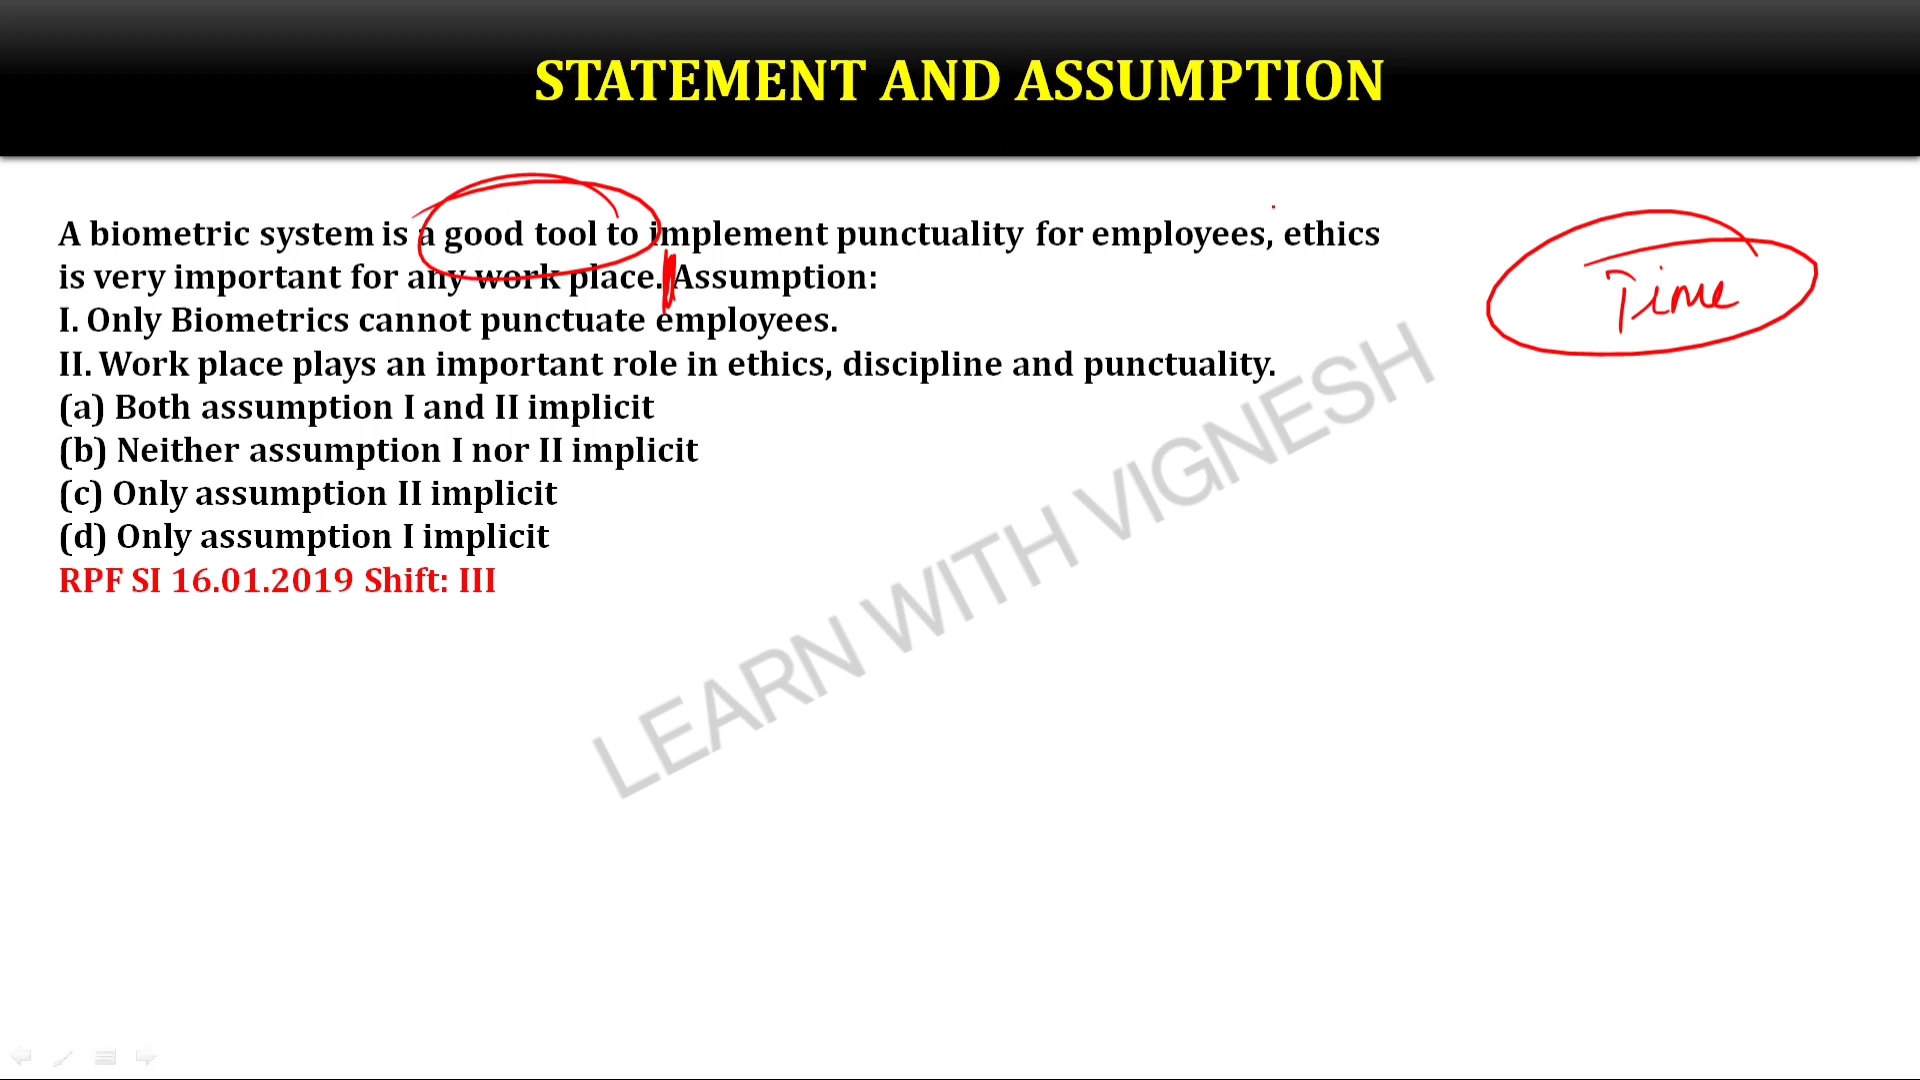 STATEMENT AND ASSUMPTION
A biometric system is a good tool to implement punctuality for employees, ethics
is very important for any work place. Assumption:
Time
I. Only Biometrics cannot punctuate employees.
II. Work place plays an important role in ethics, discipline and punctuality.
(a) Both assumption I and II implicit
(b) Neither assumption I nor II implicit
(c) Only assumption II implicit
(d) Only assumption I implicit
RPF SI 16.01.2019 Shift: III
LEARN WITH VIGNESH